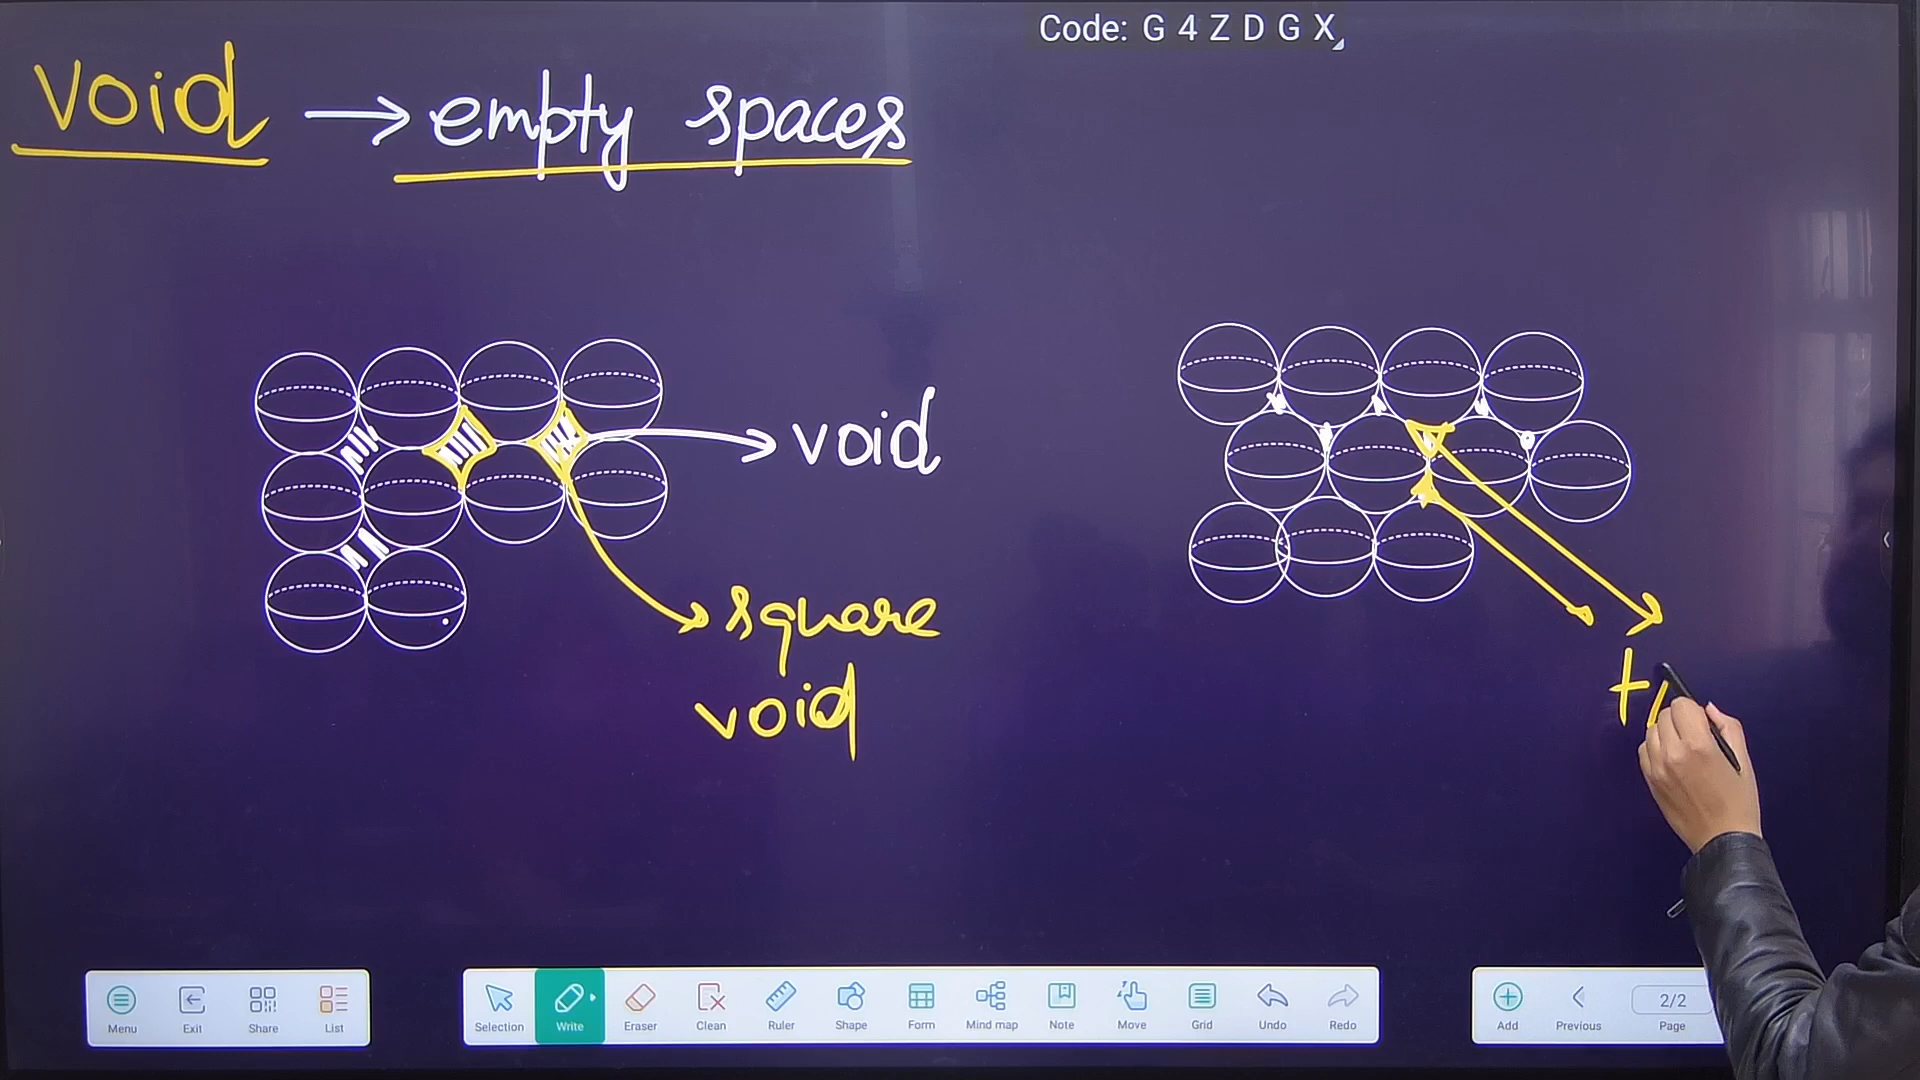 Code: G 4 Z D G X
void → empty spaces
→ void
square
void
Menu
Exit
Share
List
Selection
Write
Eraser
Clean
Ruler
Shape
Form
Mind map
Note
Move
Grid
Undo
Redo
Add
Previous
2/2
Page